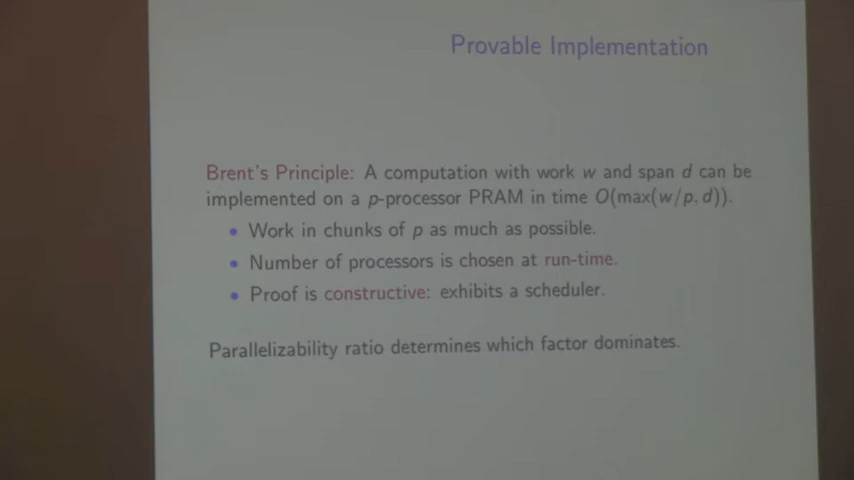 Provable Implementation
Brent's Principle: A computation with work w and span d can be
implemented on a p-processor PRAM in time O(max(w/p, d)).
• Work in chunks of p as much as possible.
• Number of processors is chosen at run-time.
• Proof is constructive: exhibits a scheduler.
Parallelizability ratio determines which factor dominates.